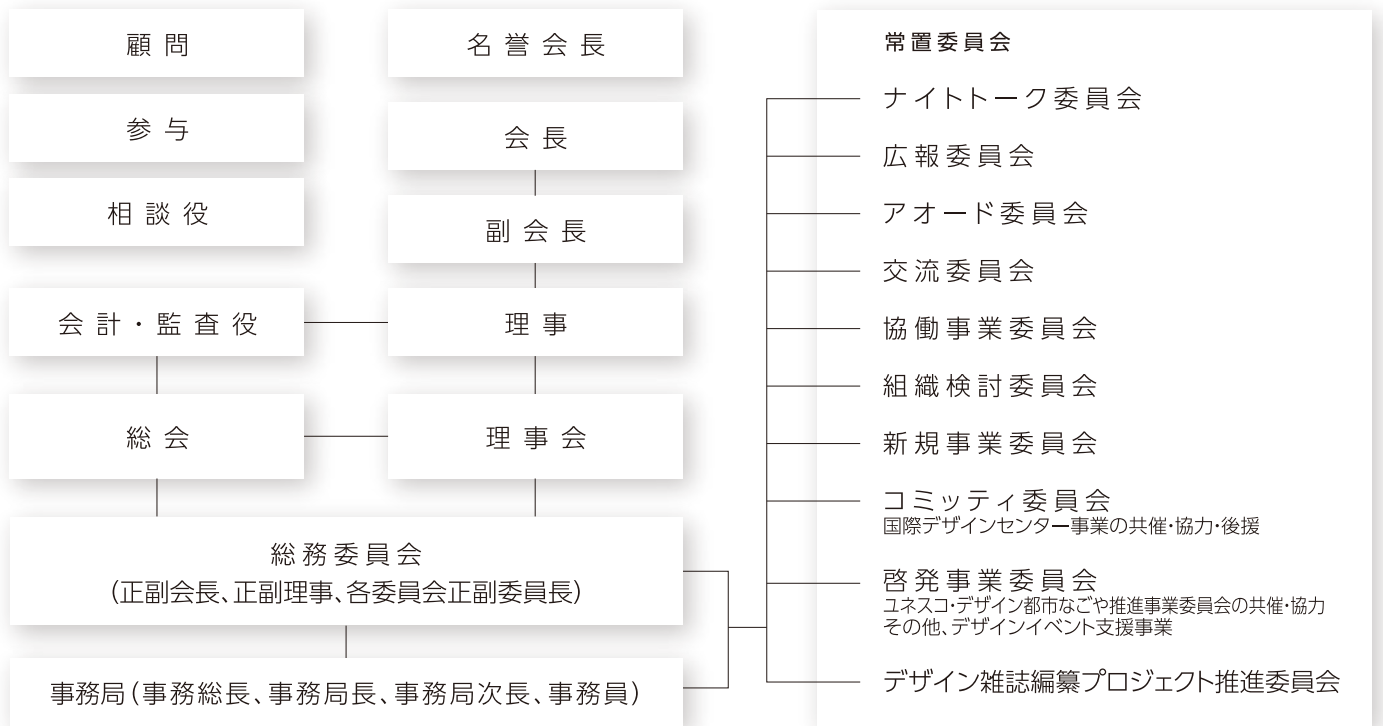 顧問
参与
相談役
会計・監査役
総会
名誉会長
会長
副会長
理事
理事会
総務委員会
(正副会長、正副理事、各委員会正副委員長)
事務局(事務総長、事務局長、事務局次長、事務員)
常置委員会
ナイトトーク委員会
広報委員会
アオード委員会
交流委員会
協働事業委員会
組織検討委員会
新規事業委員会
コミッティ委員会
国際デザインセンター事業の共催・協力・後援
啓発事業委員会
ユネスコ・デザイン都市なごや推進事業委員会の共催・協力
その他、デザインイベント支援事業
デザイン雑誌編纂プロジェクト推進委員会